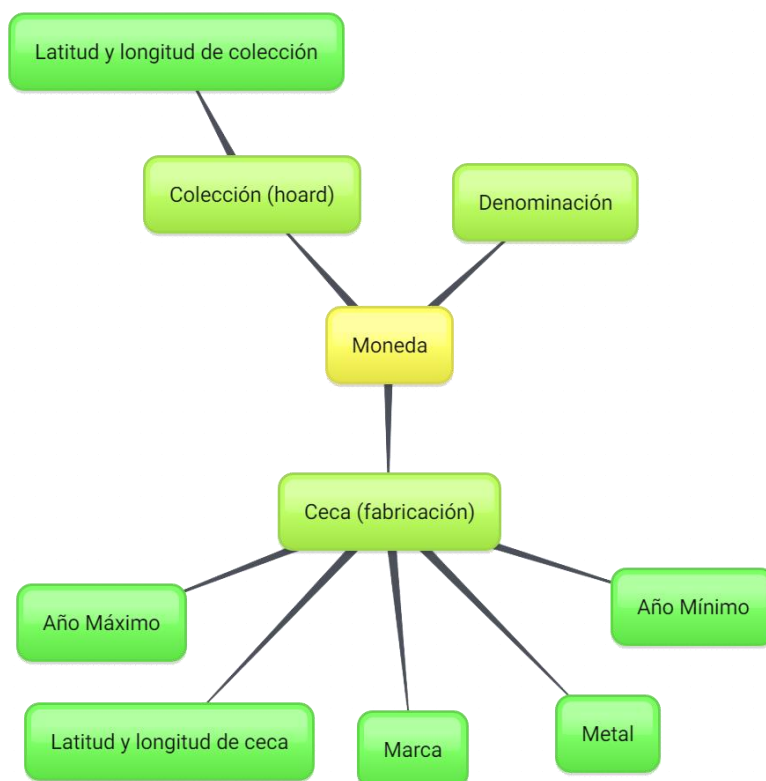 Latitud y longitud de colección
Colección (hoard)
Denominación
Moneda
Ceca (fabricación)
Año Máximo
Año Mínimo
Latitud y longitud de ceca
Marca
Metal